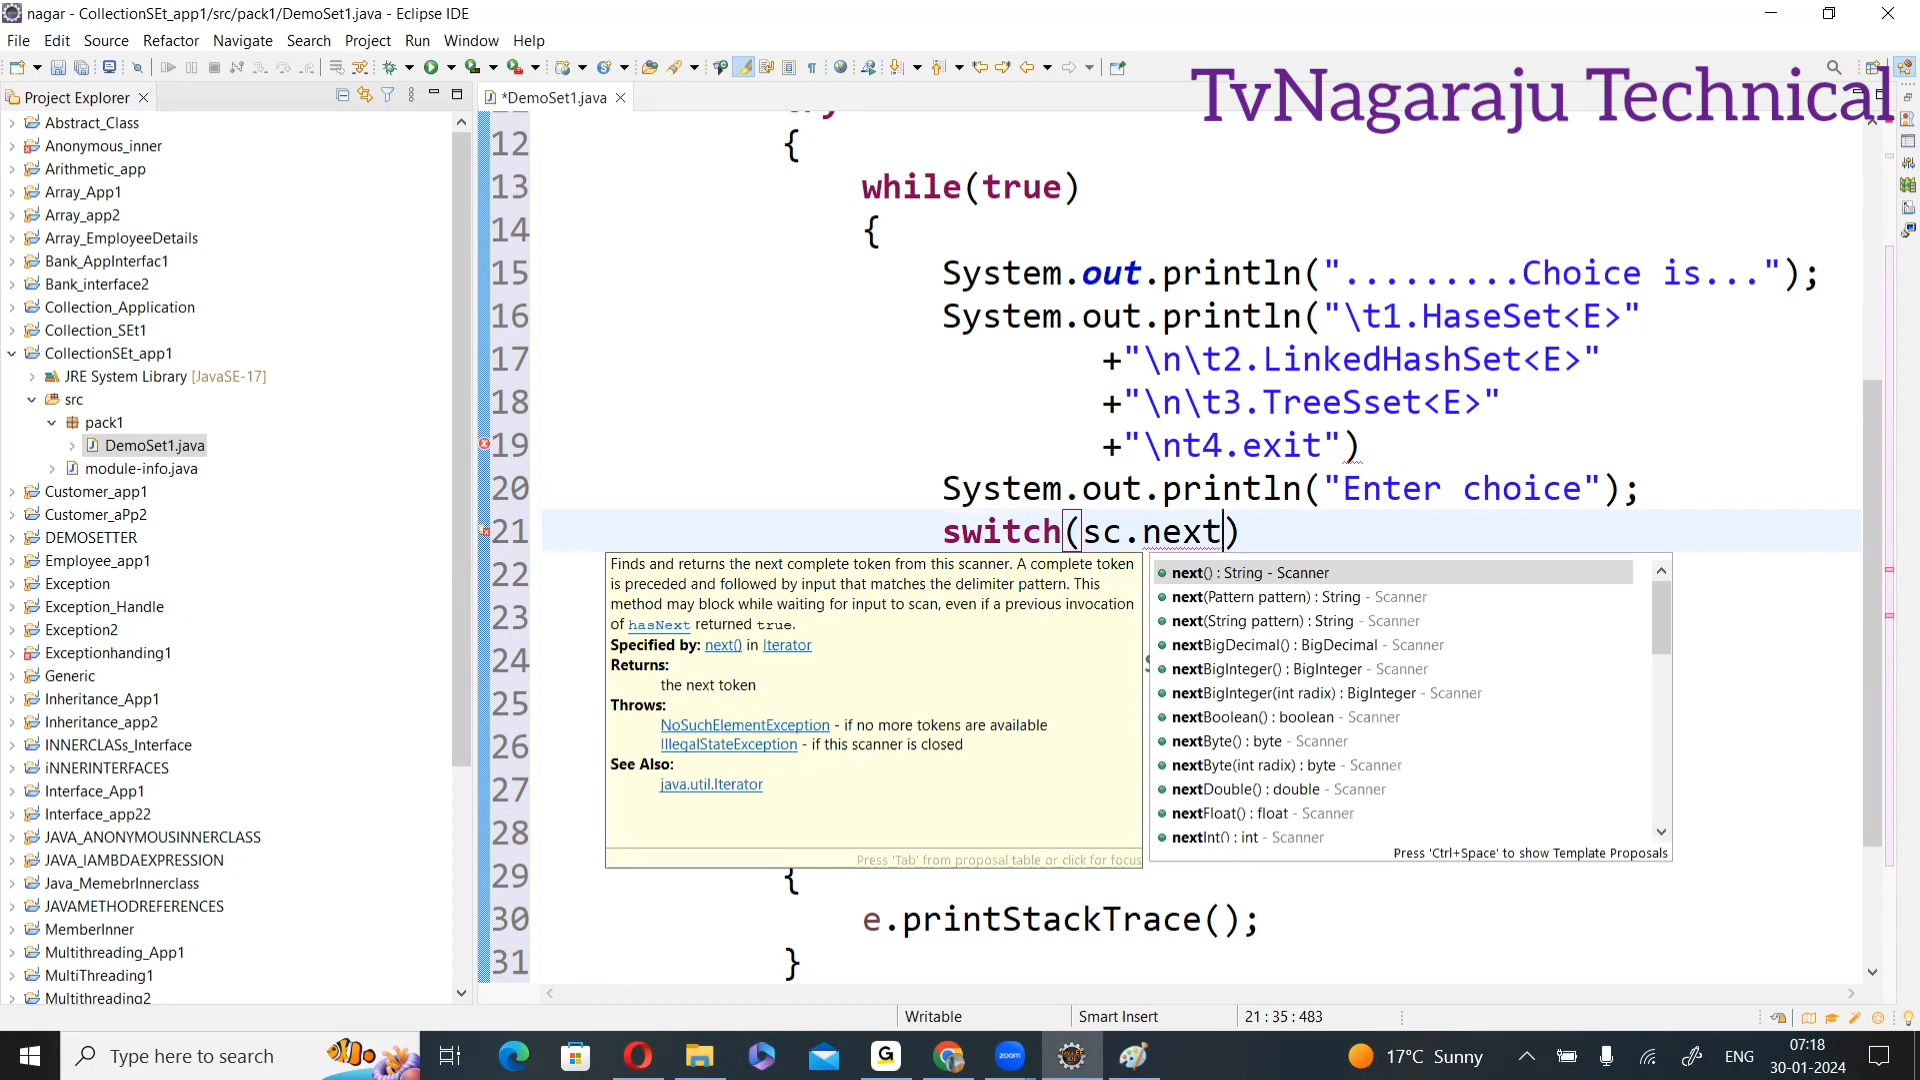 nagar - CollectionSEt_app1/src/pack1/DemoSet1.java - Eclipse IDE
File Edit Source Refactor Navigate Search Project Run Window Help
TvNagaraju Technical
Project Explorer
*DemoSet1.java
Abstract_Class
Anonymous_inner
Arithmetic_app
Array_App1
Array_app2
Array_EmployeeDetails
Bank_AppInterfac1
Bank_interface2
Collection_Application
Collection_SEt1
CollectionSEt_app1
JRE System Library [JavaSE-17]
src
pack1
DemoSet1.java
module-info.java
Customer_app1
Customer_aPp2
DEMOSETTER
Employee_app1
Exception
Exception_Handle
Exception2
Exceptionhanding1
Generic
Inheritance_App1
Inheritance_app2
INNERCLASs_Interface
iNNERINTERFACES
Interface_App1
Interface_app22
JAVA_ANONYMOUSINNERCLASS
JAVA_lAMBDAEXPRESSION
Java_MemebrInnerclass
JAVAMETHODREFERENCES
MemberInner
Multithreading_App1
MultiThreading1
Multithreading2
12 {
13 while(true)
14 {
15 System.out.println(".........Choice is...");
16 System.out.println("\t1.HaseSet<E>"
17 +"\n\t2.LinkedHashSet<E>"
18 +"\n\t3.TreeSset<E>"
19 +"\nt4.exit")
20 System.out.println("Enter choice");
21 switch(sc.next)
22
23
24
25
26
27
28
29 {
30 e.printStackTrace();
31 }
Finds and returns the next complete token from this scanner. A complete token
is preceded and followed by input that matches the delimiter pattern. This
method may block while waiting for input to scan, even if a previous invocation
of hasNext returned true.
Specified by: next() in Iterator
Returns:
the next token
Throws:
NoSuchElementException - if no more tokens are available
IllegalStateException - if this scanner is closed
See Also:
java.util.Iterator
Press 'Tab' from proposal table or click for focus
next() : String - Scanner
next(Pattern pattern) : String - Scanner
next(String pattern) : String - Scanner
nextBigDecimal() : BigDecimal - Scanner
nextBigInteger() : BigInteger - Scanner
nextBigInteger(int radix) : BigInteger - Scanner
nextBoolean() : boolean - Scanner
nextByte() : byte - Scanner
nextByte(int radix) : byte - Scanner
nextDouble() : double - Scanner
nextFloat() : float - Scanner
nextInt() : int - Scanner
Press 'Ctrl+Space' to show Template Proposals
Writable
Smart Insert
21 : 35 : 483
Type here to search
zoom
17°C Sunny
ENG
07:18
30-01-2024